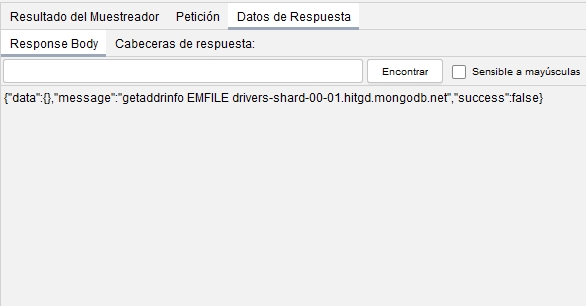 Resultado del Muestreador Petición Datos de Respuesta
Response Body Cabeceras de respuesta:
Encontrar Sensible a mayúsculas
{"data":{},"message":"getaddrinfo EMFILE drivers-shard-00-01.hitgd.mongodb.net","success":false}